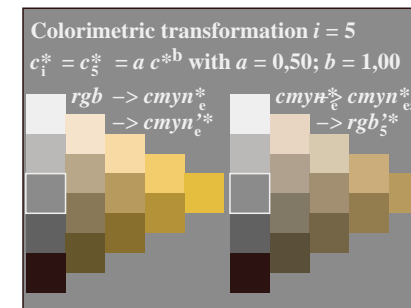 Colorimetric transformation i = 5
c*i = c*5 = a c*b with a = 0,50; b = 1,00
rgb –> cmyn*e cmyn*e –> cmyn*e
–> cmyn'*e –> rgb'*5